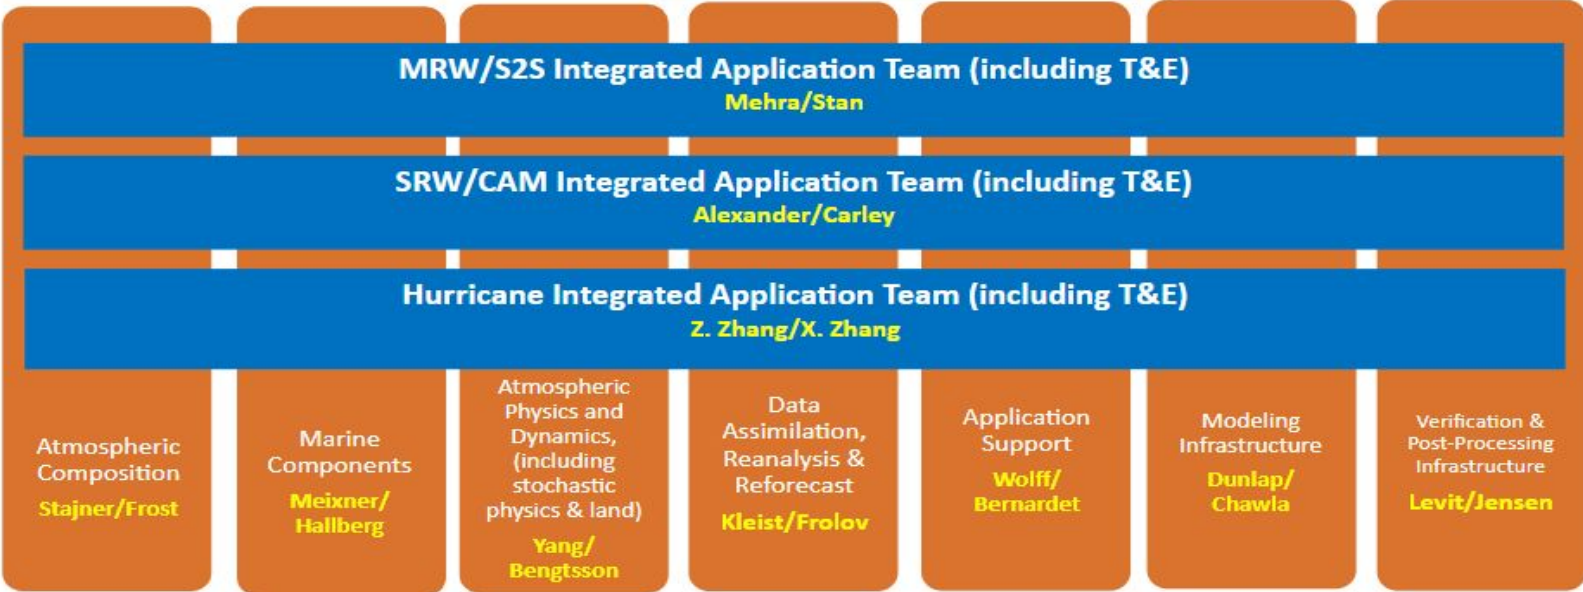 MRW/S2S Integrated Application Team (including T&E)
Mehra/Stan
SRW/CAM Integrated Application Team (including T&E)
Alexander/Carley
Hurricane Integrated Application Team (including T&E)
Z. Zhang/X. Zhang
Atmospheric
Composition
Stajner/Frost
Marine
Components
Meixner/
Hallberg
Atmospheric
Physics and
Dynamics,
(including
stochastic
physics & land)
Yang/
Bengtsson
Data
Assimilation,
Reanalysis &
Reforecast
Kleist/Frolov
Application
Support
Wolff/
Bernardet
Modeling
Infrastructure
Dunlap/
Chawla
Verification &
Post-Processing
Infrastructure
Levit/Jensen